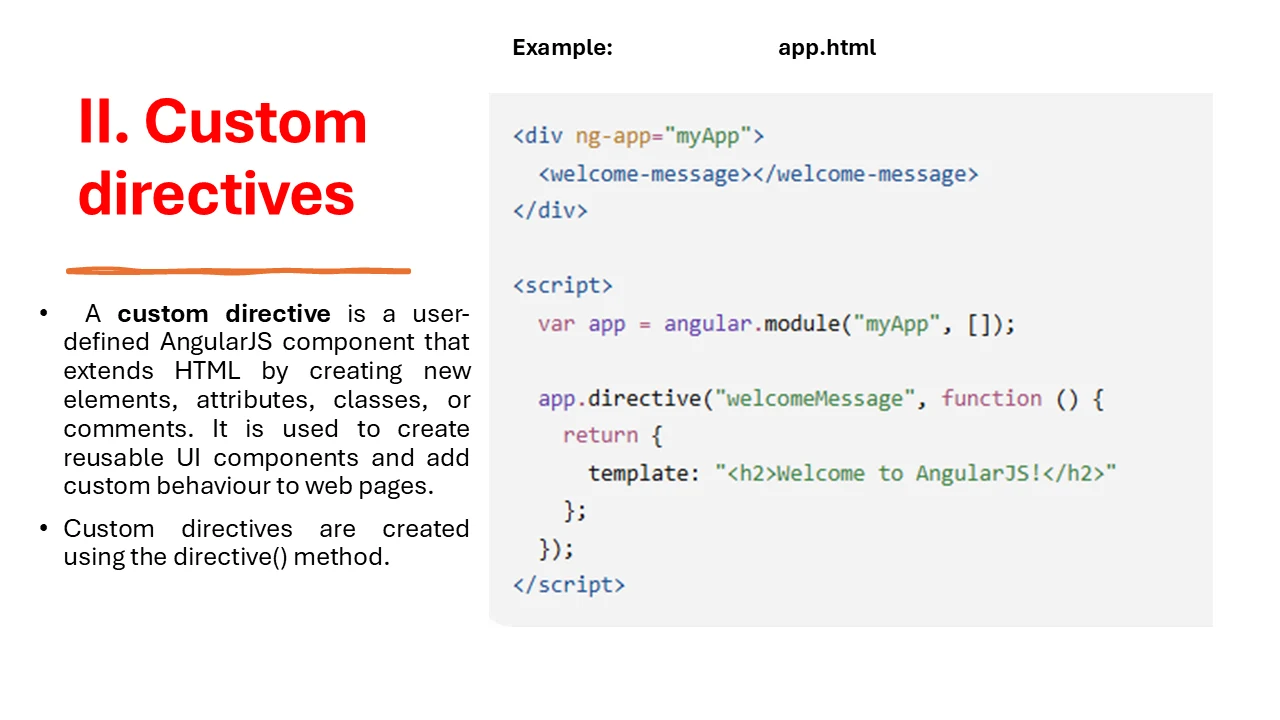 II. Custom
directives
• A custom directive is a user-
defined AngularJS component that
extends HTML by creating new
elements, attributes, classes, or
comments. It is used to create
reusable UI components and add
custom behaviour to web pages.
• Custom directives are created
using the directive() method.
Example: app.html
<div ng-app="myApp">
  <welcome-message></welcome-message>
</div>
<script>
  var app = angular.module("myApp", []);
  app.directive("welcomeMessage", function () {
    return {
      template: "<h2>Welcome to AngularJS!</h2>"
    };
  });
</script>